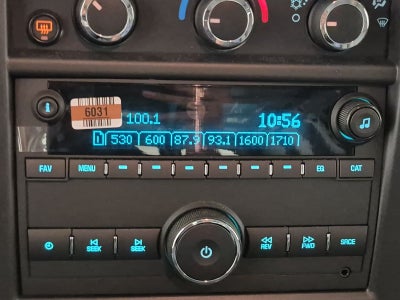 6031
100.1 10:56
1 530 600 87.9 93.1 1600 1710
FAV MENU EQ CAT
SEEK SEEK REV FWD SRCE